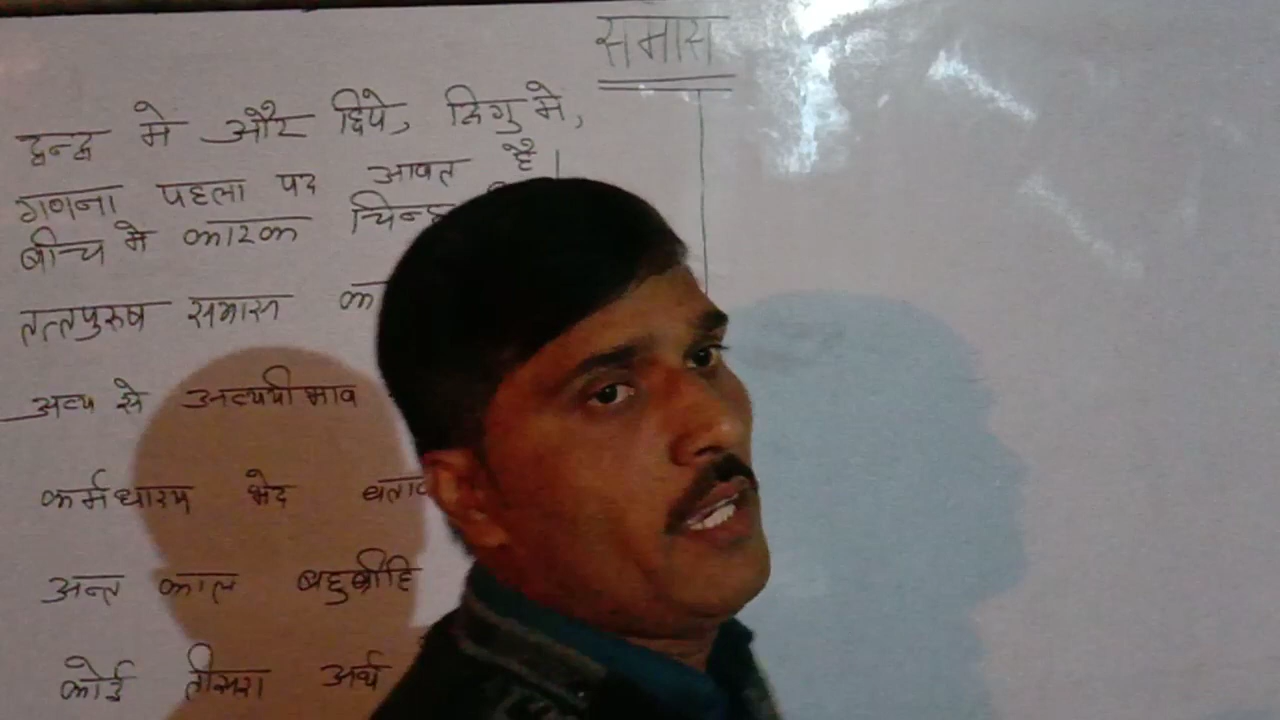 समास
द्वन्द्व मे और छिपे, द्विगु मे,
गणना पहला पद आवत है।
बीच मे कारक चिन्ह
तत्तपुरुष समास
अव्य से अव्ययीभाव
कर्मधारय भेद
अन्त काल बहुब्रीहि
कोई तीसरा अर्थ